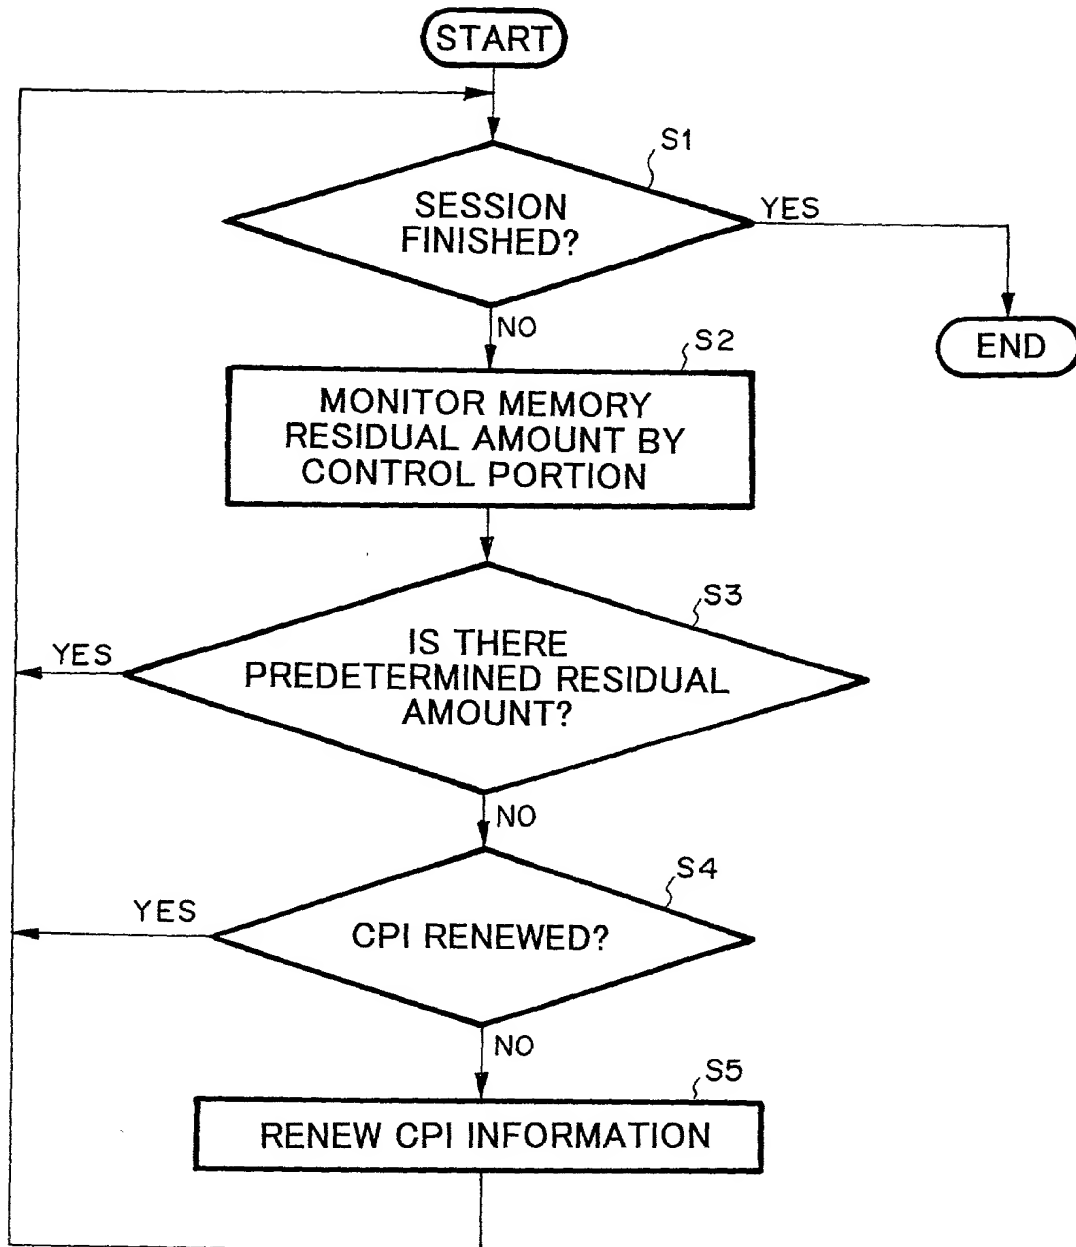 START
S1
SESSION
FINISHED?
YES
NO
END
S2
MONITOR MEMORY
RESIDUAL AMOUNT BY
CONTROL PORTION
S3
IS THERE
PREDETERMINED RESIDUAL
AMOUNT?
YES
NO
S4
CPI RENEWED?
YES
NO
S5
RENEW CPI INFORMATION